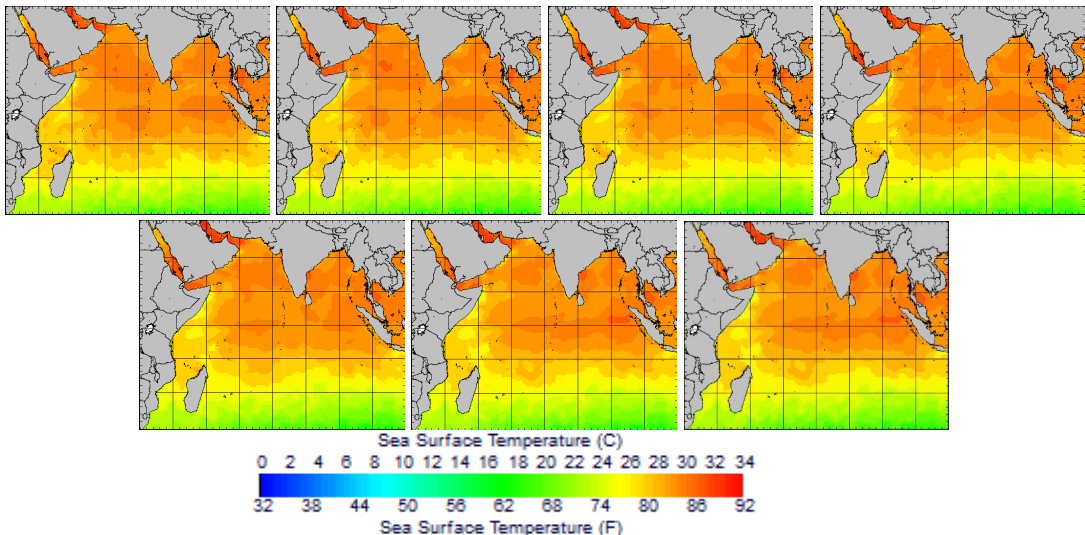 Sea Surface Temperature (C)
0 2 4 6 8 10 12 14 16 18 20 22 24 26 28 30 32 34
32 38 44 50 56 62 68 74 80 86 92
Sea Surface Temperature (F)